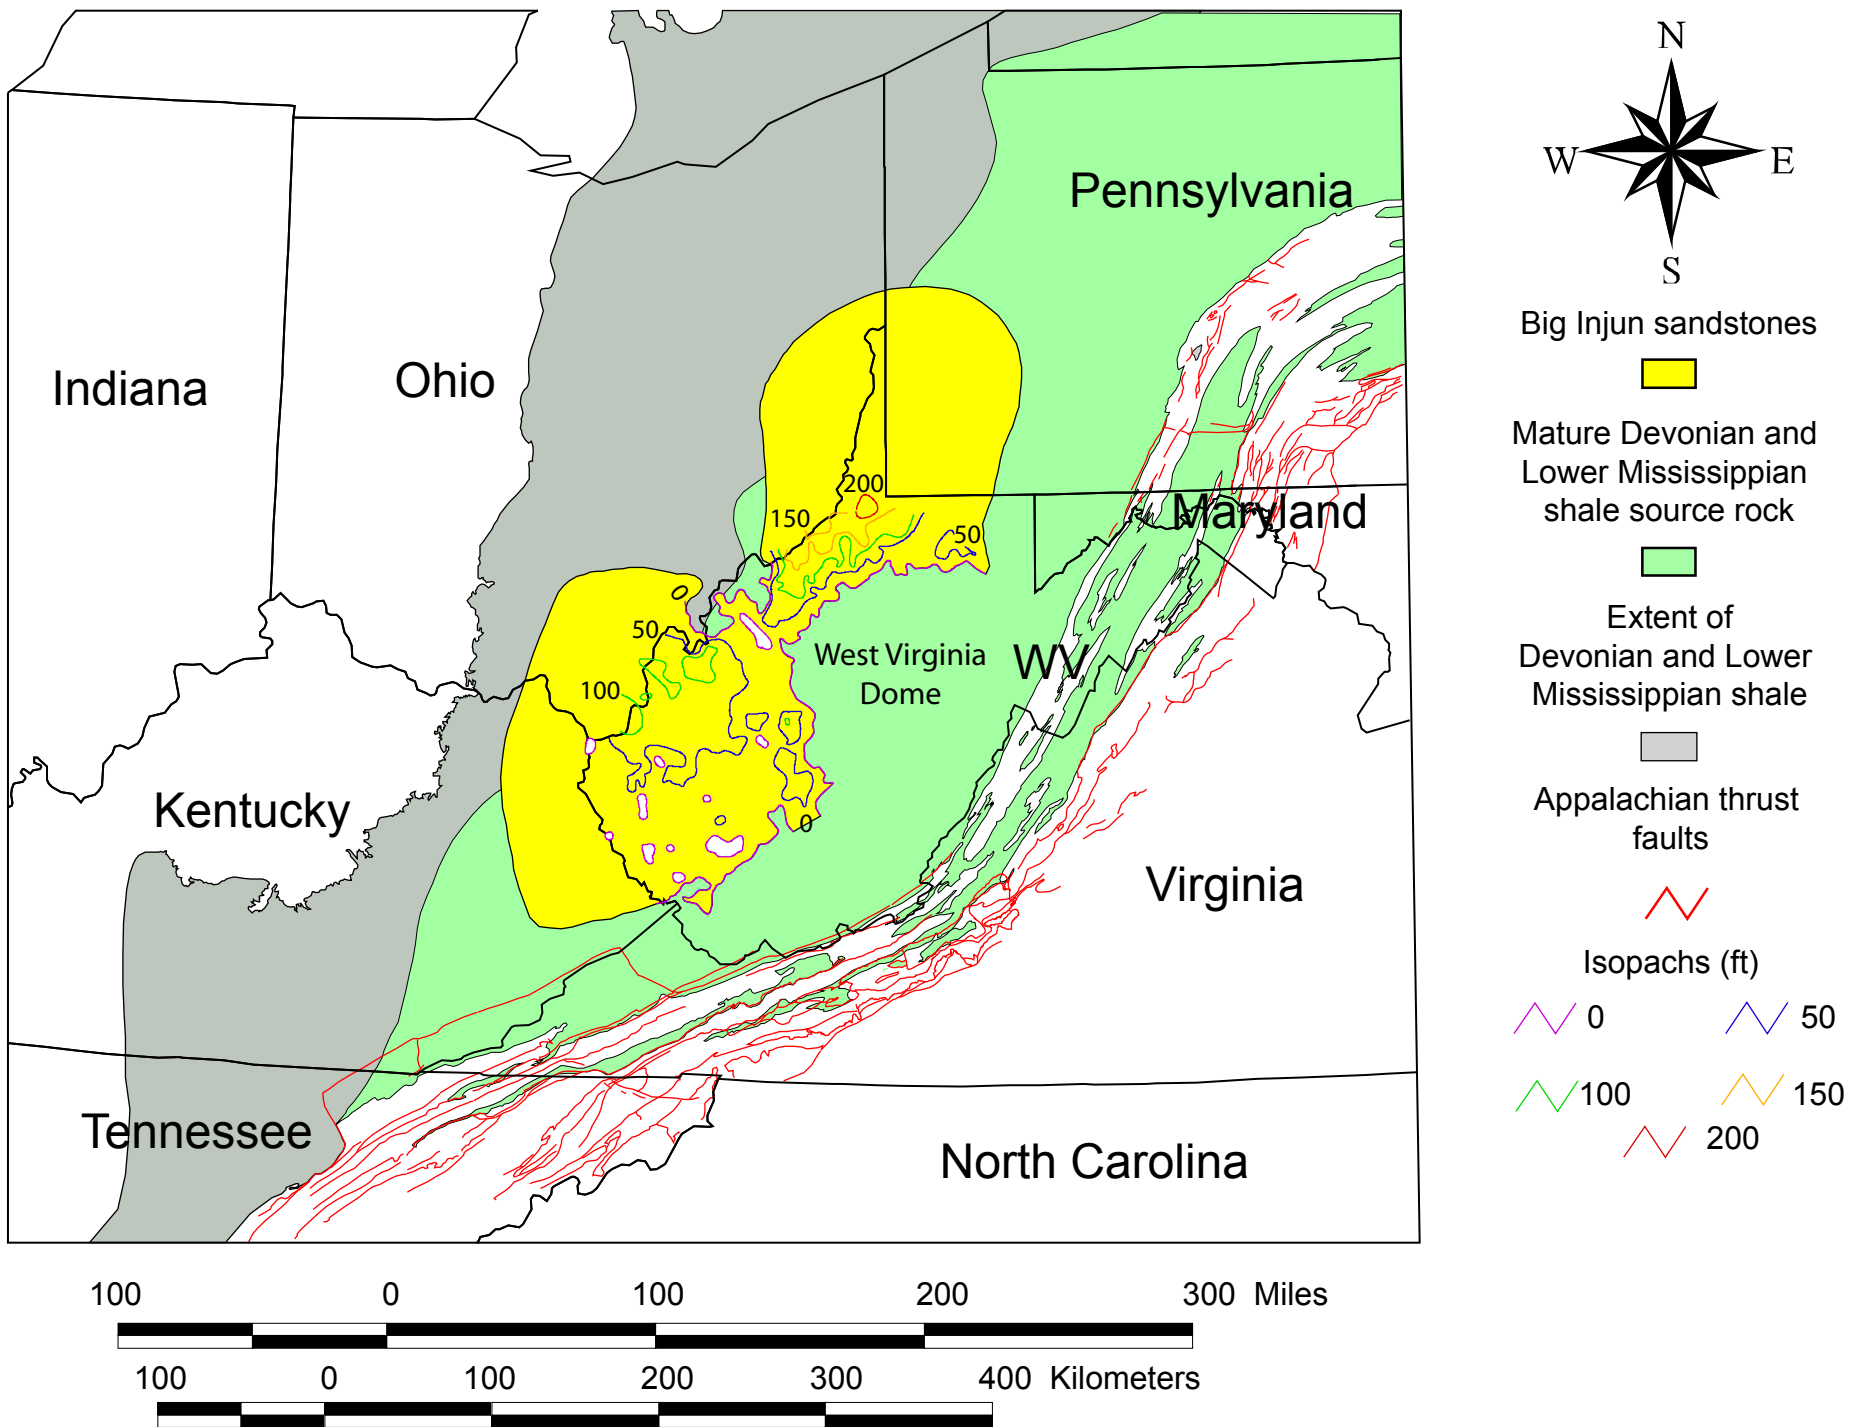 Pennsylvania
Indiana
Ohio
200
150
50
Maryland
0
50
100
West Virginia
Dome
WV
0
Kentucky
Virginia
Tennessee
North Carolina
N
W
E
S
Big Injun sandstones
Mature Devonian and
Lower Mississippian
shale source rock
Extent of
Devonian and Lower
Mississippian shale
Appalachian thrust
faults
Isopachs (ft)
0
50
100
150
200
100 0 100 200 300 Miles
100 0 100 200 300 400 Kilometers